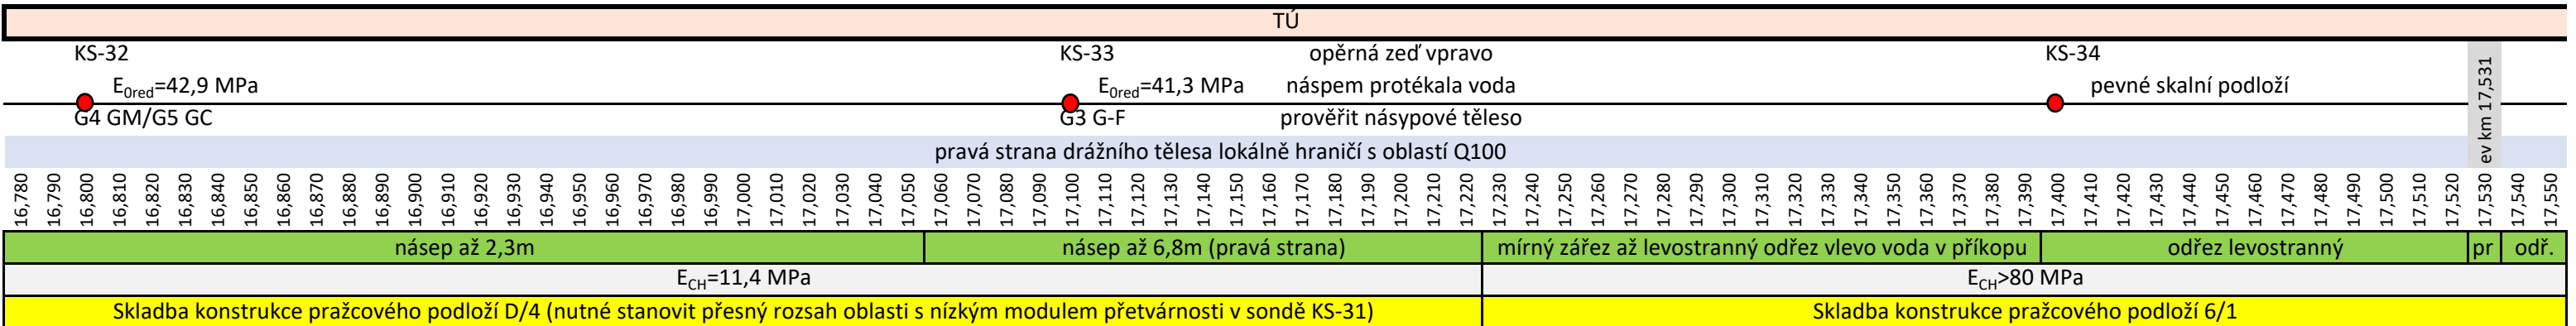 TÚ
KS-32 KS-33 opěrná zeď vpravo KS-34
E0red=42,9 MPa E0red=41,3 MPa náspem protékala voda pevné skalní podloží
G4 GM/G5 GC G3 G-F prověřit násypové těleso
ev km 17,531
pravá strana drážního tělesa lokálně hraničí s oblastí Q100
16,780 16,790 16,800 16,810 16,820 16,830 16,840 16,850 16,860 16,870 16,880 16,890 16,900 16,910 16,920 16,930 16,940 16,950 16,960 16,970 16,980 16,990 17,000 17,010 17,020 17,030 17,040 17,050 17,060 17,070 17,080 17,090 17,100 17,110 17,120 17,130 17,140 17,150 17,160 17,170 17,180 17,190 17,200 17,210 17,220 17,230 17,240 17,250 17,260 17,270 17,280 17,290 17,300 17,310 17,320 17,330 17,340 17,350 17,360 17,370 17,380 17,390 17,400 17,410 17,420 17,430 17,440 17,450 17,460 17,470 17,480 17,490 17,500 17,510 17,520 17,530 17,540 17,550
násep až 2,3m násep až 6,8m (pravá strana) mírný zářez až levostranný odřez vlevo voda v příkopu odřez levostranný pr odř.
ECH=11,4 MPa ECH>80 MPa
Skladba konstrukce pražcového podloží D/4 (nutné stanovit přesný rozsah oblasti s nízkým modulem přetvárnosti v sondě KS-31) Skladba konstrukce pražcového podloží 6/1